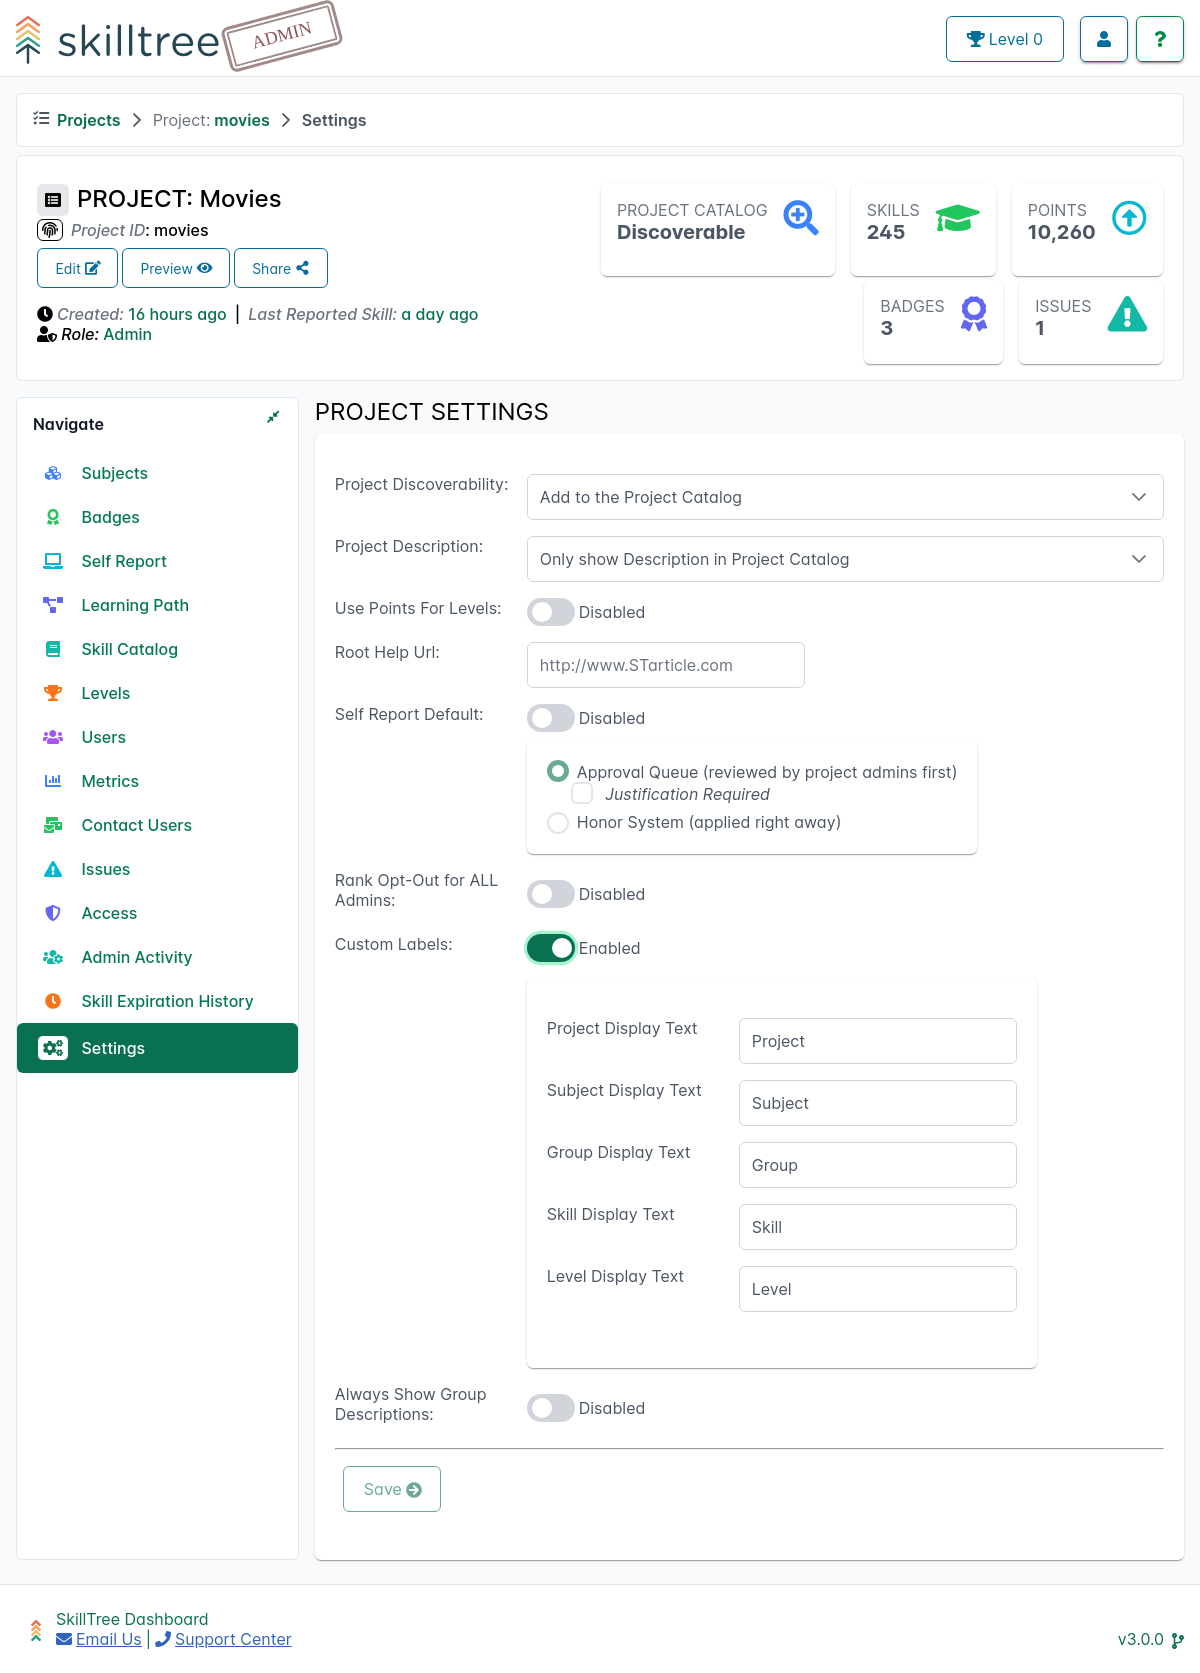 skilltree ADMIN
Level 0
?
Projects > Project: movies > Settings
PROJECT: Movies
Project ID: movies
Edit
Preview
Share
Created: 16 hours ago | Last Reported Skill: a day ago
Role: Admin
PROJECT CATALOG
Discoverable
SKILLS
245
POINTS
10,260
BADGES
3
ISSUES
1
Navigate
Subjects
Badges
Self Report
Learning Path
Skill Catalog
Levels
Users
Metrics
Contact Users
Issues
Access
Admin Activity
Skill Expiration History
Settings
PROJECT SETTINGS
Project Discoverability:
Add to the Project Catalog
Project Description:
Only show Description in Project Catalog
Use Points For Levels:
Disabled
Root Help Url:
http://www.STarticle.com
Self Report Default:
Disabled
Approval Queue (reviewed by project admins first)
Justification Required
Honor System (applied right away)
Rank Opt-Out for ALL
Admins:
Disabled
Custom Labels:
Enabled
Project Display Text
Project
Subject Display Text
Subject
Group Display Text
Group
Skill Display Text
Skill
Level Display Text
Level
Always Show Group
Descriptions:
Disabled
Save
SkillTree Dashboard
Email Us | Support Center
v3.0.0